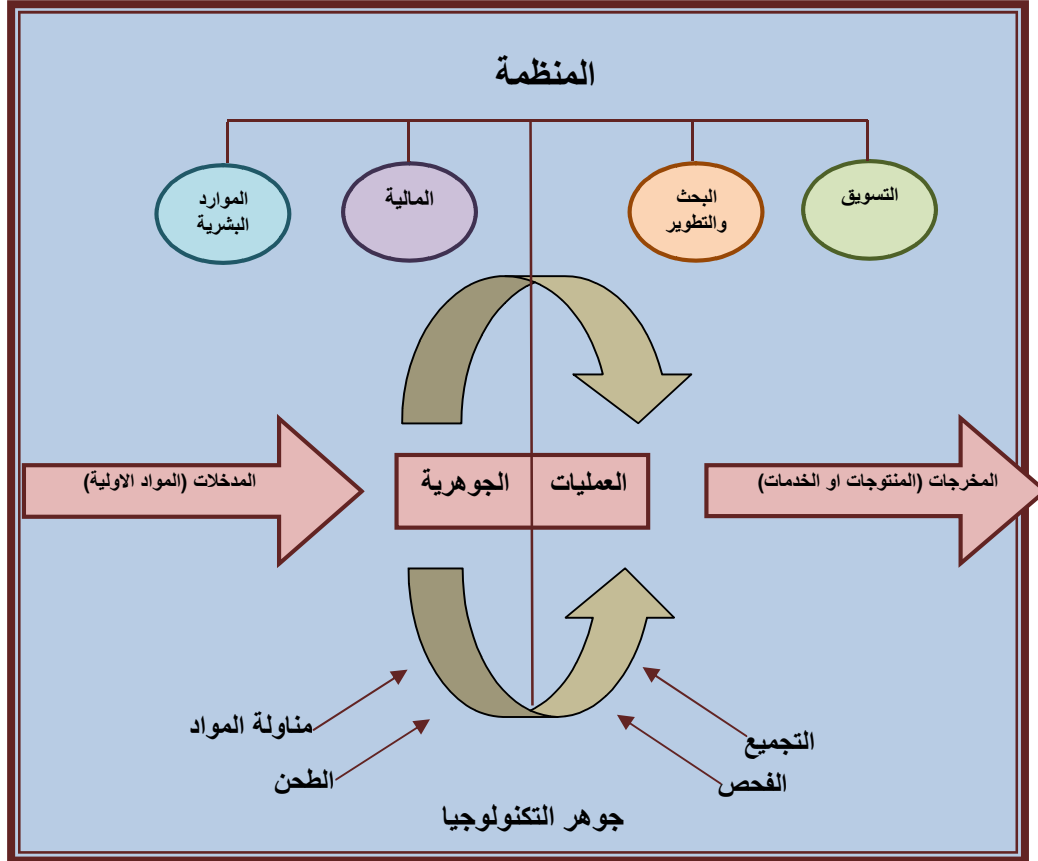 المنظمة
التسويق
البحث
والتطوير
المالية
الموارد
البشرية
المخرجات (المنتوجات او الخدمات)
العمليات الجوهرية
المدخلات (المواد الاولية)
التجميع
مناولة المواد
الفحص
الطحن
جوهر التكنولوجيا